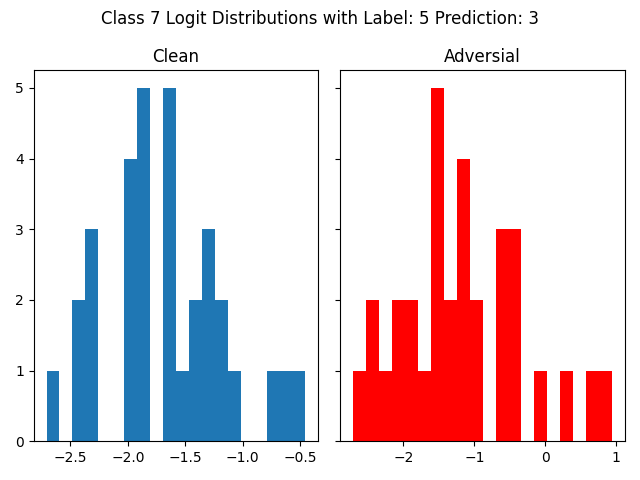 Class 7 Logit Distributions with Label: 5 Prediction: 3
Clean
Adversial
5
4
3
2
1
0
−2.5 −2.0 −1.5 −1.0 −0.5
−2 −1 0 1